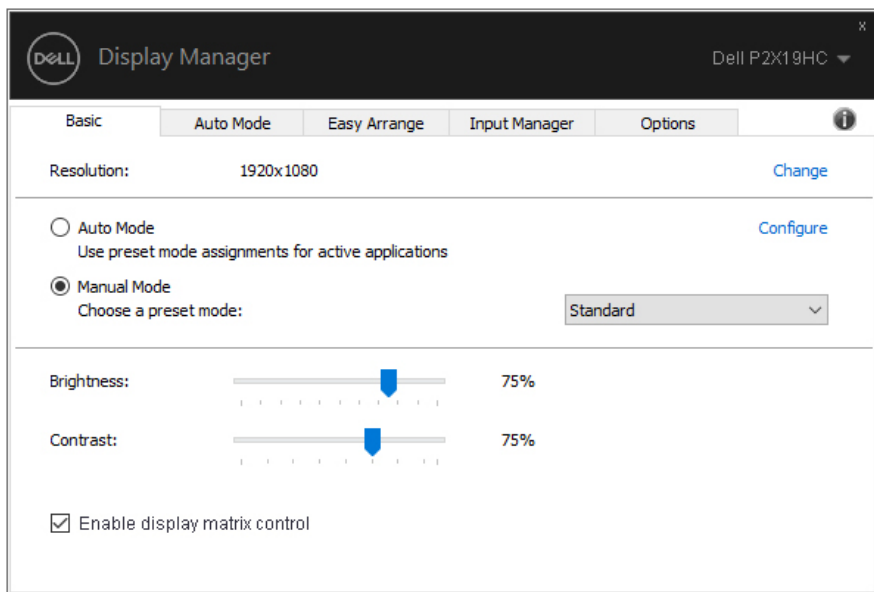 x
DELL Display Manager Dell P2X19HC
Basic Auto Mode Easy Arrange Input Manager Options i
Resolution: 1920x1080 Change
Auto Mode Configure
Use preset mode assignments for active applications
Manual Mode
Choose a preset mode: Standard
Brightness: 75%
Contrast: 75%
Enable display matrix control